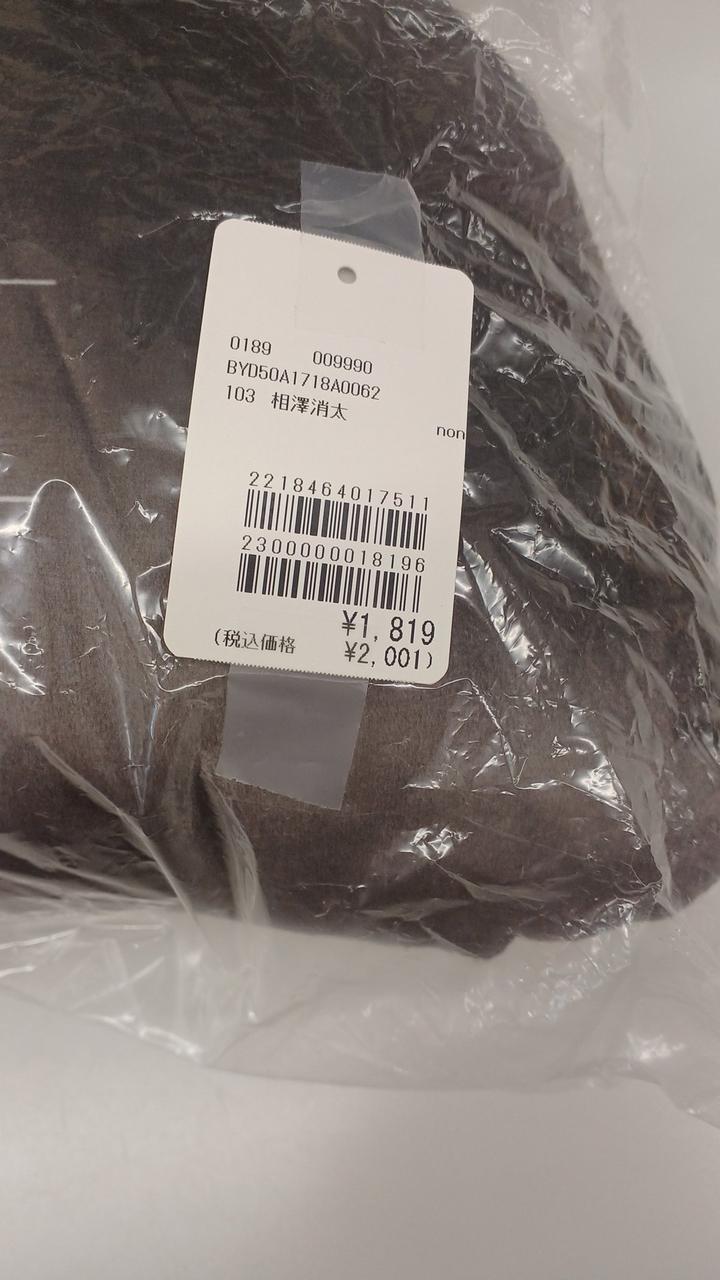 0189 009990
BYD50A1718A0062
103 相澤消太
non
2218464017511
2300000018196
¥1,819
(税込価格 ¥2,001)